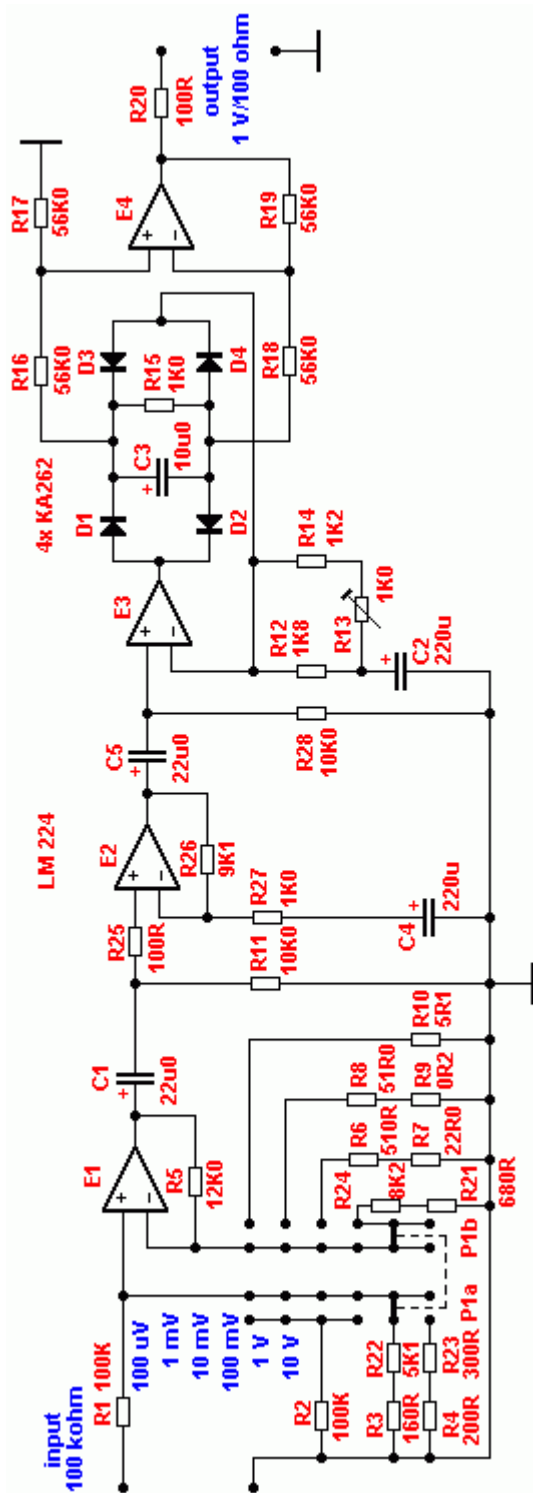 input
100 kohm
R1 100K
100 uV
1 mV
10 mV
100 mV
1 V
10 V
R2
100K
R3
160R
R22
5K1
R4
200R
R23
300R
P1a
P1b
E1
+
−
R5
12K0
R24
8K2
R21
680R
R6
510R
R7
22R0
R8
51R0
R9
0R2
R10
5R1
C1
+
22u0
R11
10K0
R25
100R
LM 224
E2
+
−
R26
9K1
R27
1K0
C4
+
220u
C5
+
22u0
R28
10K0
E3
+
−
R12
1K8
R13
1K0
R14
1K2
C2
+
220u
4x KA262
D1
D2
C3
+
10u0
R15
1K0
D3
D4
R16
56K0
R17
56K0
R18
56K0
R19
56K0
E4
+
−
R20
100R
output
1 V/100 ohm